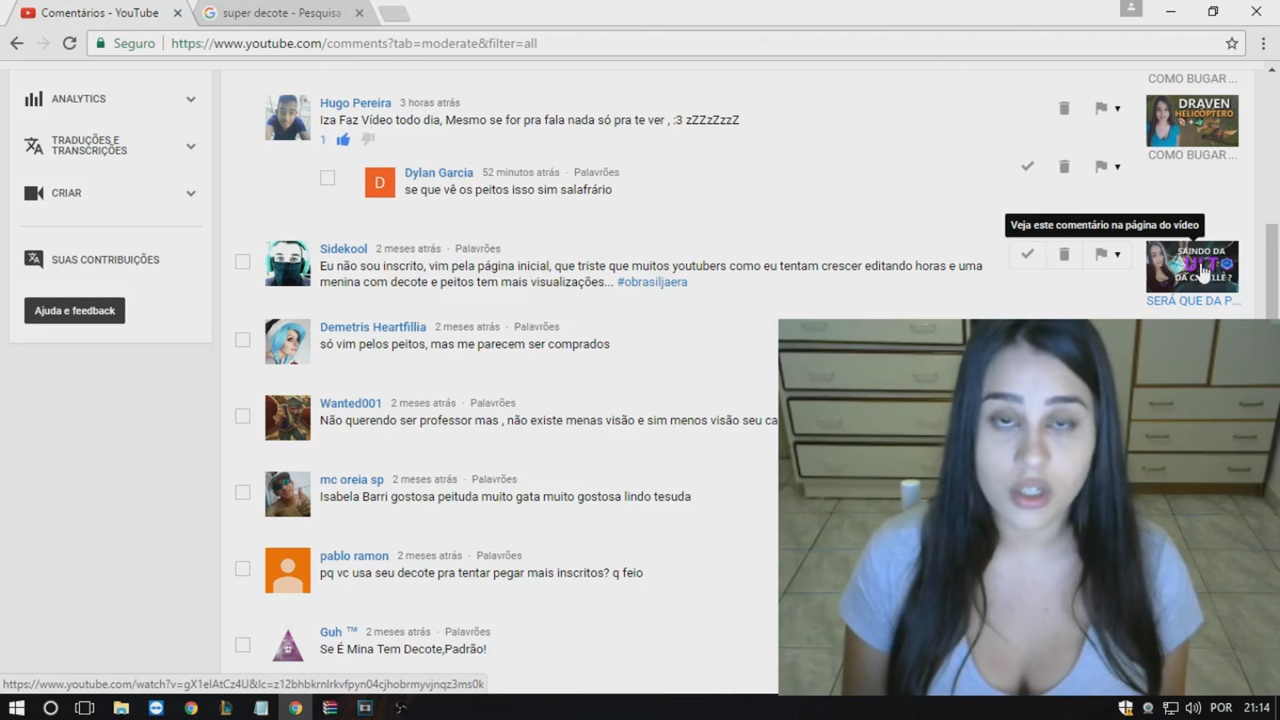 Comentários - YouTube
super decote - Pesquisa
Seguro
https://www.youtube.com/comments?tab=moderate&filter=all
ANALYTICS
TRADUÇÕES E
TRANSCRIÇÕES
CRIAR
SUAS CONTRIBUIÇÕES
Ajuda e feedback
COMO BUGAR ...
Hugo Pereira 3 horas atrás
Iza Faz Vídeo todo dia, Mesmo se for pra fala nada só pra te ver , :3 zZZzZzzZ
1
DRAVEN
HELICÓPTERO
COMO BUGAR ...
D
Dylan Garcia 52 minutos atrás · Palavrões
se que vê os peitos isso sim salafrário
Veja este comentário na página do vídeo
Sidekool 2 meses atrás · Palavrões
Eu não sou inscrito, vim pela página inicial, que triste que muitos youtubers como eu tentam crescer editando horas e uma
menina com decote e peitos tem mais visualizações... #obrasiljaera
SAINDO DA
SERÁ QUE DA P...
Demetris Heartfillia 2 meses atrás · Palavrões
só vim pelos peitos, mas me parecem ser comprados
Wanted001 2 meses atrás · Palavrões
Não querendo ser professor mas , não existe menas visão e sim menos visão seu ca
mc oreia sp 2 meses atrás · Palavrões
Isabela Barri gostosa peituda muito gata muito gostosa lindo tesuda
pablo ramon 2 meses atrás · Palavrões
pq vc usa seu decote pra tentar pegar mais inscritos? q feio
Guh ™ 2 meses atrás · Palavrões
Se É Mina Tem Decote,Padrão!
POR 21:14